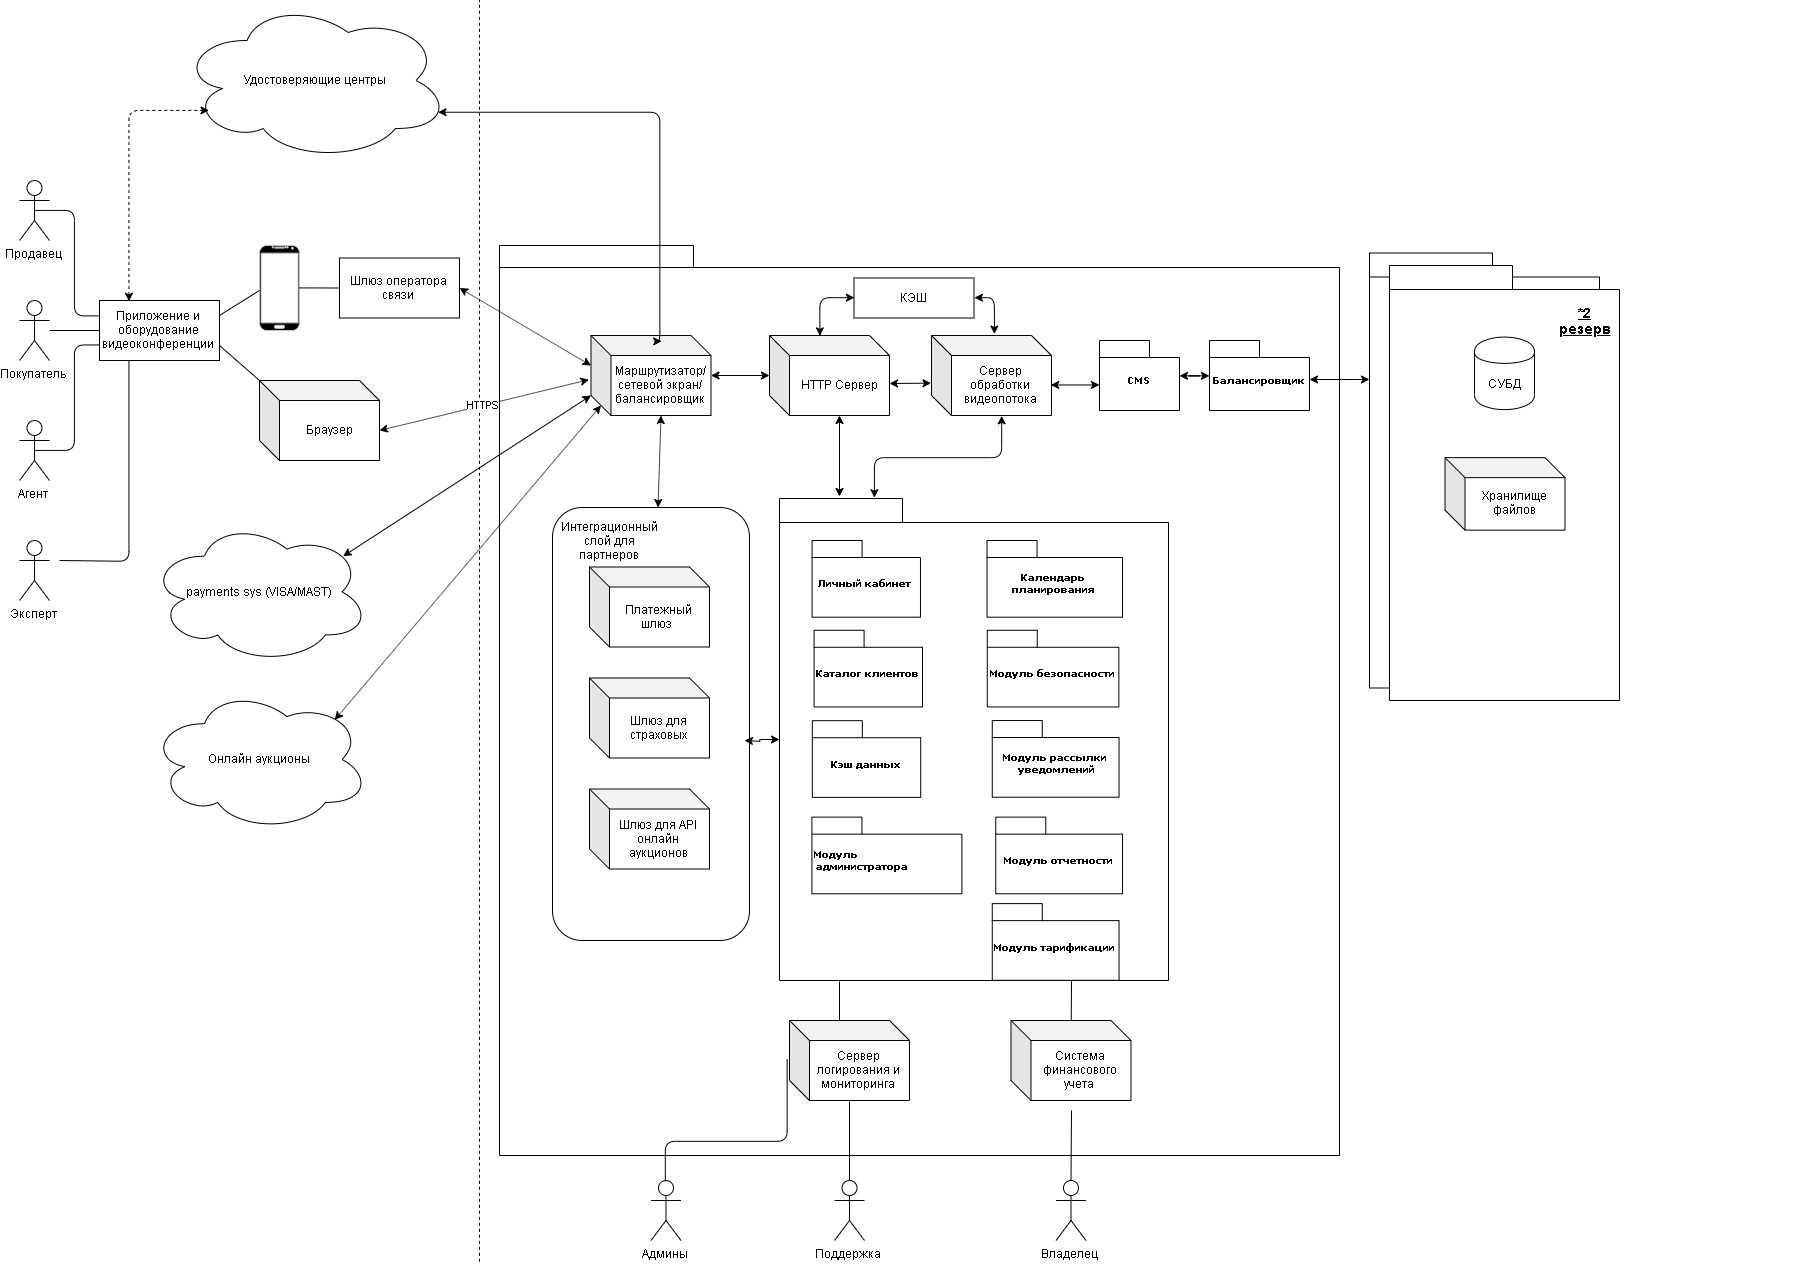 Удостоверяющие центры
Продавец
Шлюз оператора
связи
КЭШ
*2
резерв
Приложение и
оборудование
видеоконференции
Покупатель
Маршрутизатор/
сетевой экран/
балансировщик
HTTP Сервер
Сервер
обработки
видеопотока
CMS
Балансировщик
СУБД
HTTPS
Браузер
Агент
Хранилище
файлов
Интеграционный
слой для
партнеров
payments sys (VISA/MAST)
Эксперт
Платежный
шлюз
Личный кабинет
Календарь
планирования
Каталог клиентов
Модуль безопасности
Шлюз для
страховых
Онлайн аукционы
Кэш данных
Модуль рассылки
уведомлений
Шлюз для API
онлайн
аукционов
Модуль
администратора
Модуль отчетности
Модуль тарификации
Сервер
логирования и
мониторинга
Система
финансового
учета
Админы
Поддержка
Владелец